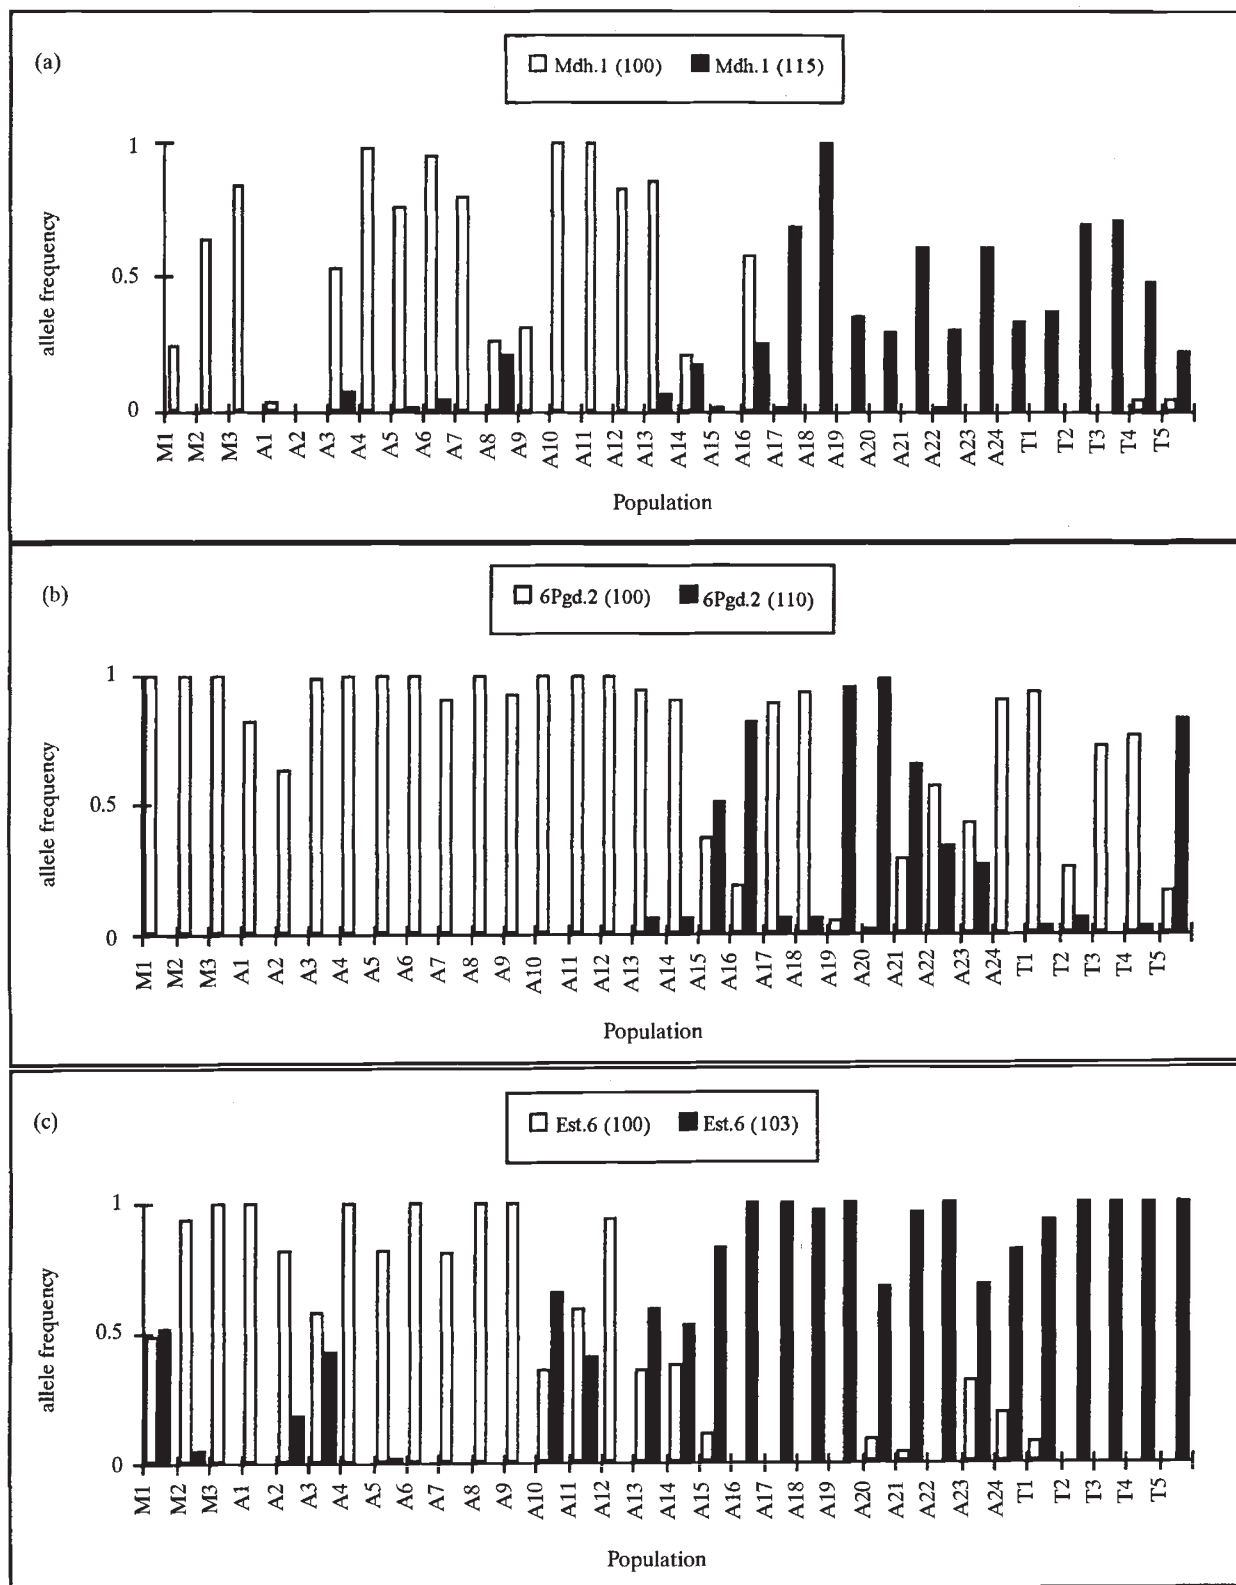 (a)
Mdh.1 (100) Mdh.1 (115)
1
0.5
0
allele frequency
M1 M2 M3 A1 A2 A3 A4 A5 A6 A7 A8 A9 A10 A11 A12 A13 A14 A15 A16 A17 A18 A19 A20 A21 A22 A23 A24 T1 T2 T3 T4 T5
Population
(b)
6Pgd.2 (100) 6Pgd.2 (110)
1
0.5
0
allele frequency
M1 M2 M3 A1 A2 A3 A4 A5 A6 A7 A8 A9 A10 A11 A12 A13 A14 A15 A16 A17 A18 A19 A20 A21 A22 A23 A24 T1 T2 T3 T4 T5
Population
(c)
Est.6 (100) Est.6 (103)
1
0.5
0
allele frequency
M1 M2 M3 A1 A2 A3 A4 A5 A6 A7 A8 A9 A10 A11 A12 A13 A14 A15 A16 A17 A18 A19 A20 A21 A22 A23 A24 T1 T2 T3 T4 T5
Population